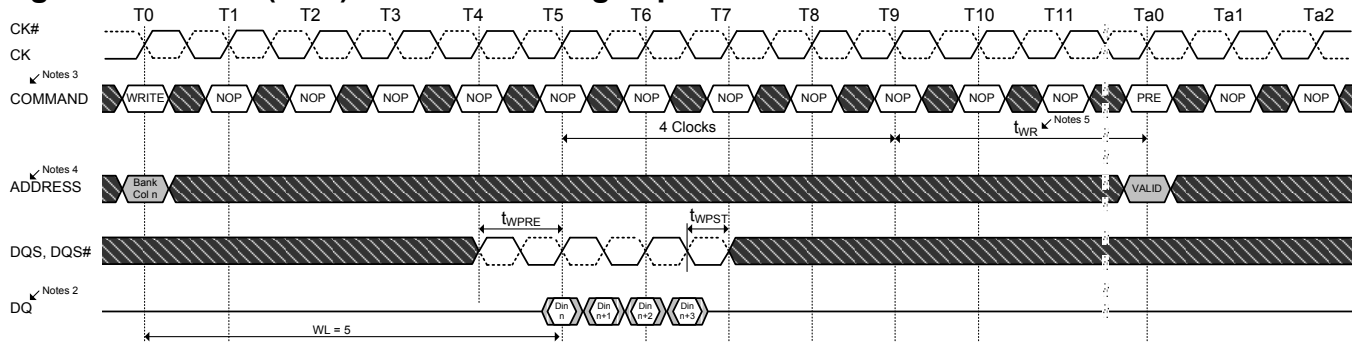 T0 T1 T2 T3 T4 T5 T6 T7 T8 T9 T10 T11 Ta0 Ta1 Ta2
CK#
CK
Notes 3
COMMAND WRITE NOP NOP NOP NOP NOP NOP NOP NOP NOP NOP NOP PRE NOP NOP
4 Clocks tWR Notes 5
Notes 4
ADDRESS Bank Col n VALID
tWPRE tWPST
DQS, DQS#
Notes 2
DQ Din n Din n+1 Din n+2 Din n+3
WL = 5